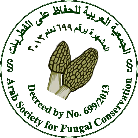 الجمعية العربية للحفاظ على الفطريات
المشهرة برقم ٦٩٩ لعام ٢٠١٣
Decreed by No. 699/2013
Arab Society for Fungal Conservation